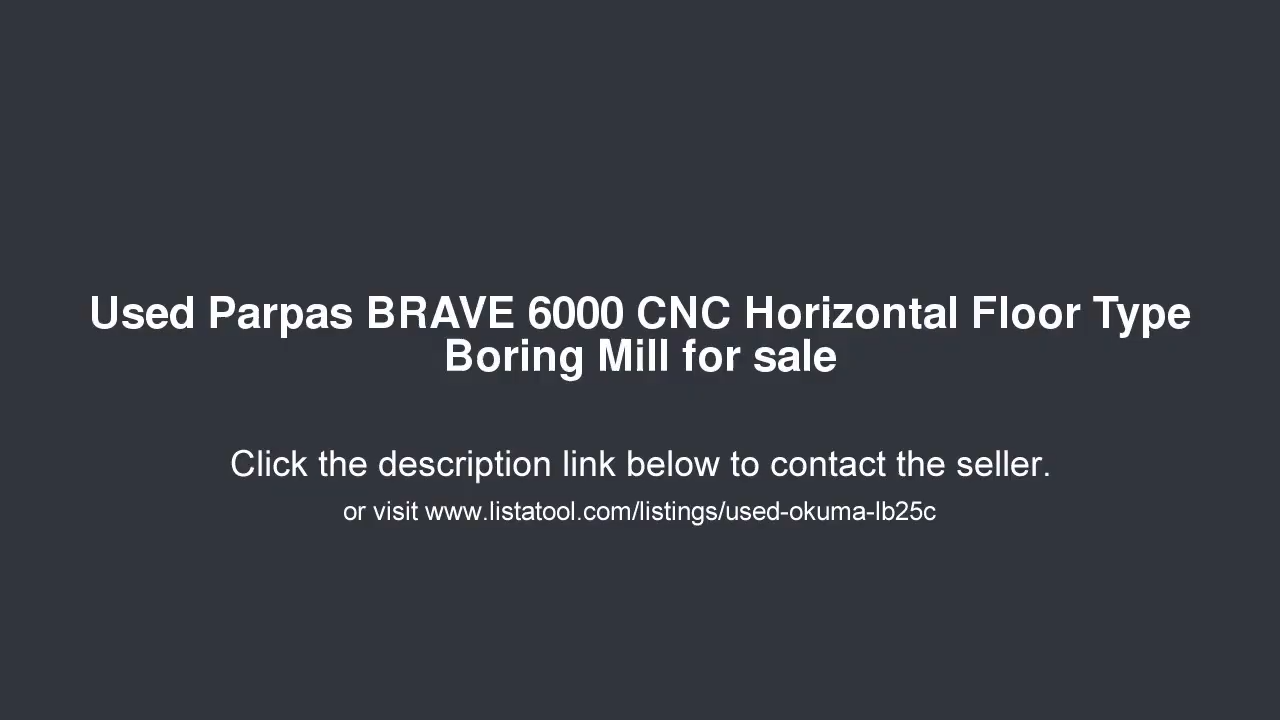 Used Parpas BRAVE 6000 CNC Horizontal Floor Type
Boring Mill for sale
Click the description link below to contact the seller.
or visit www.listatool.com/listings/used-okuma-lb25c